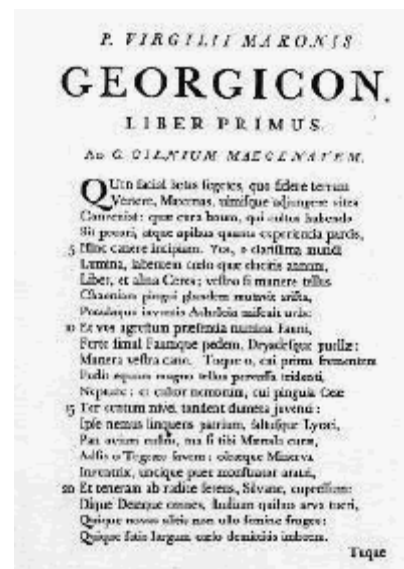 P. VIRGILII MARONIS
GEORGICON.
LIBER PRIMUS.
AD C. CILNIUM MAECENATEM.
QUID faciat laetas segetes, quo sidere terram
Vertere, Maecenas, ulmisque adjungere vites
Conveniat: quae cura boum, qui cultus habendo
Sit pecori, atque apibus quanta experientia parcis,
5 Hinc canere incipiam. Vos, o clarissima mundi
Lumina, labentem caelo quae ducitis annum,
Liber, et alma Ceres; vestro si munere tellus
Chaoniam pingui glandem mutavit arista,
Poculaque inventis Acheloia miscuit uvis:
10 Et vos agrestum praesentia numina Fauni,
Ferte simul Faunique pedem, Dryadesque puellae:
Munera vestra cano. Tuque o, cui prima frementem
Fudit equum magno tellus percussa tridenti,
Neptune: et cultor nemorum, cui pinguia Ceae
15 Ter centum nivei tondent dumeta juvenci:
Ipse nemus linquens patrium, saltusque Lycaei,
Pan ovium custos, tua si tibi Maenala curae,
Adsis o Tegeaee favens: oleaeque Minerva
Inventrix, uncique puer monstrator aratri,
20 Et teneram ab radice ferens, Silvane, cupressum:
Dique Deaeque omnes, studium quibus arva tueri,
Quique novas alitis non ullo semine fruges:
Quique satis largum caelo demittitis imbrem.
Tuque